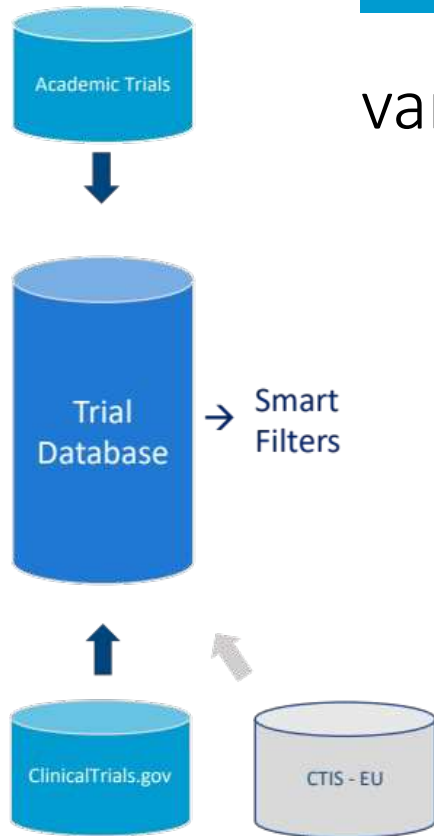 Academic Trials
Trial
Database
→ Smart
Filters
ClinicalTrials.gov
CTIS - EU